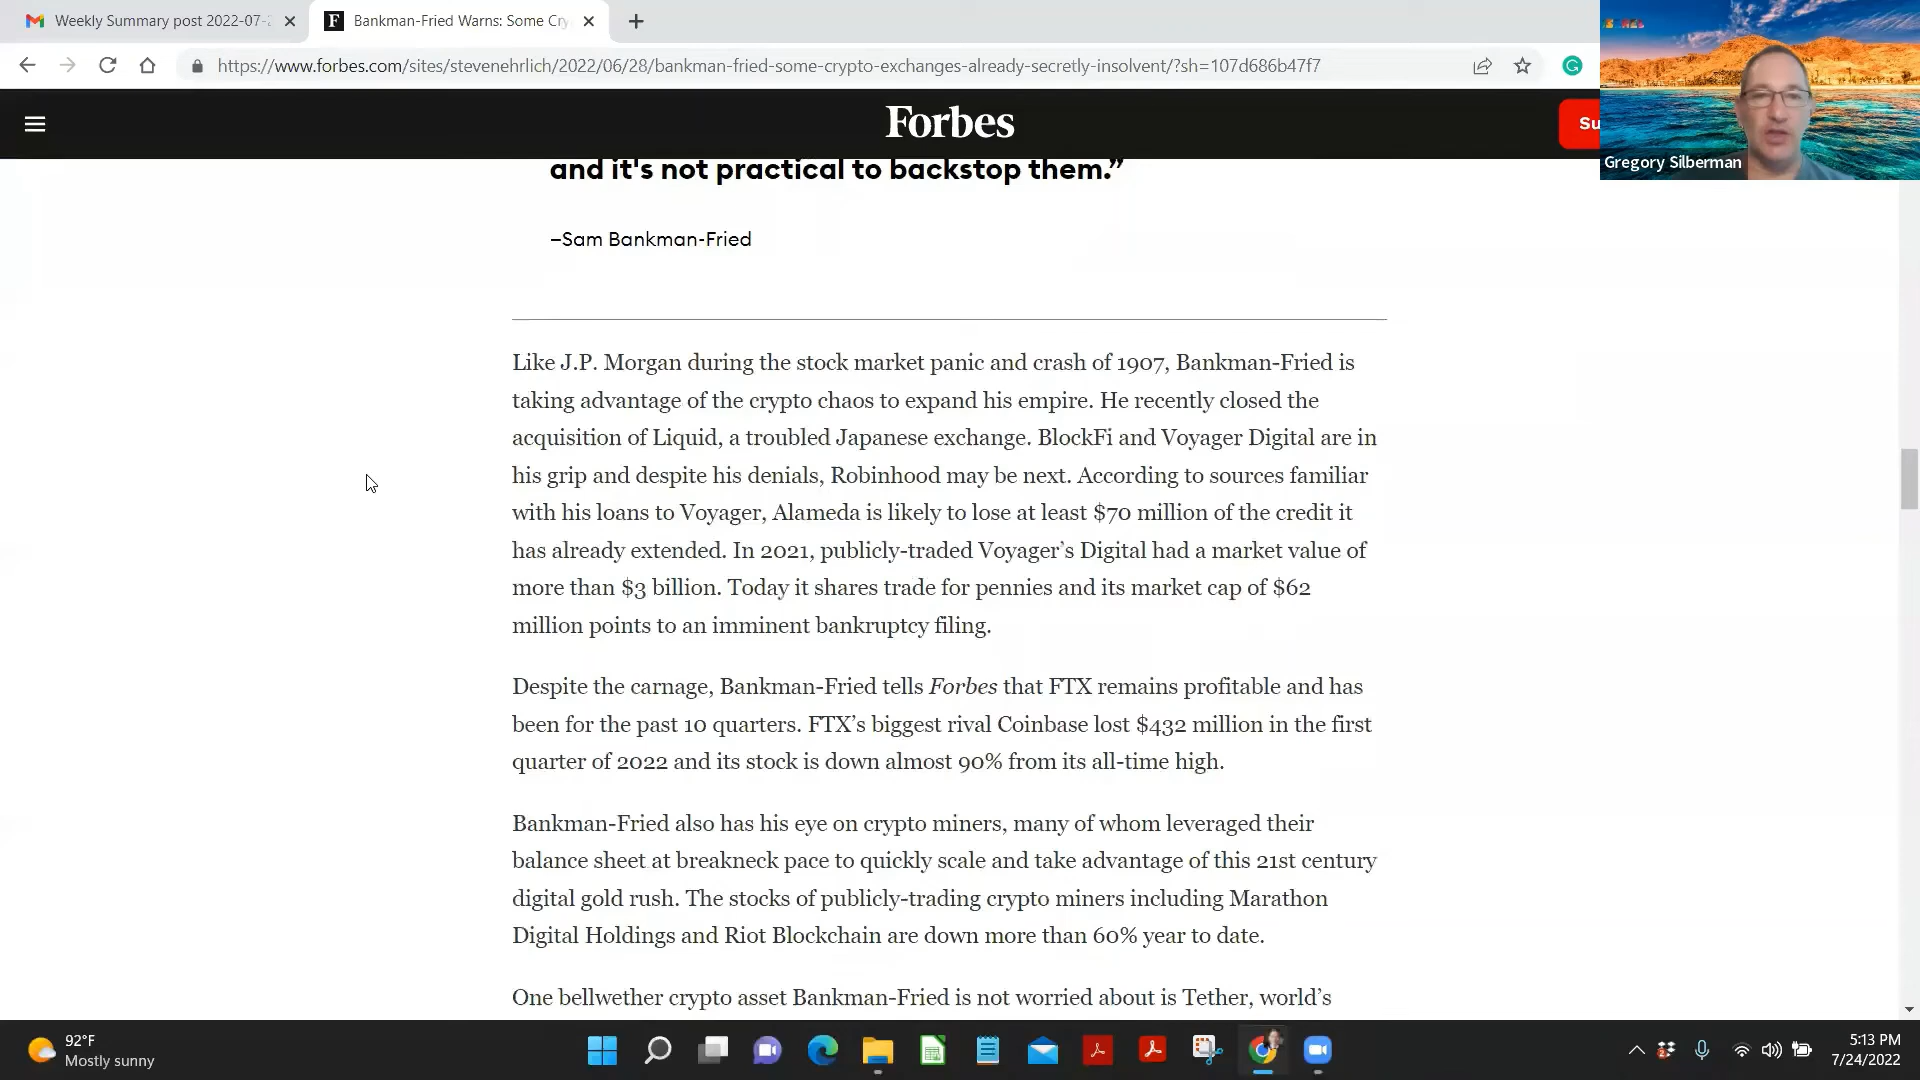 Weekly Summary post 2022-07-
Bankman-Fried Warns: Some Cry
https://www.forbes.com/sites/stevenehrlich/2022/06/28/bankman-fried-some-crypto-exchanges-already-secretly-insolvent/?sh=107d686b47f7
Forbes
Su
Gregory Silberman
and it's not practical to backstop them.”
–Sam Bankman-Fried
Like J.P. Morgan during the stock market panic and crash of 1907, Bankman-Fried is
taking advantage of the crypto chaos to expand his empire. He recently closed the
acquisition of Liquid, a troubled Japanese exchange. BlockFi and Voyager Digital are in
his grip and despite his denials, Robinhood may be next. According to sources familiar
with his loans to Voyager, Alameda is likely to lose at least $70 million of the credit it
has already extended. In 2021, publicly-traded Voyager’s Digital had a market value of
more than $3 billion. Today it shares trade for pennies and its market cap of $62
million points to an imminent bankruptcy filing.
Despite the carnage, Bankman-Fried tells Forbes that FTX remains profitable and has
been for the past 10 quarters. FTX’s biggest rival Coinbase lost $432 million in the first
quarter of 2022 and its stock is down almost 90% from its all-time high.
Bankman-Fried also has his eye on crypto miners, many of whom leveraged their
balance sheet at breakneck pace to quickly scale and take advantage of this 21st century
digital gold rush. The stocks of publicly-trading crypto miners including Marathon
Digital Holdings and Riot Blockchain are down more than 60% year to date.
One bellwether crypto asset Bankman-Fried is not worried about is Tether, world’s
92°F
Mostly sunny
5:13 PM
7/24/2022